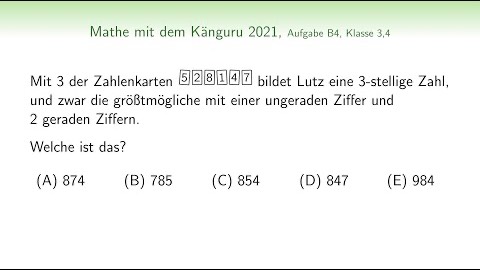 Mathe mit dem Känguru 2021, Aufgabe B4, Klasse 3,4
Mit 3 der Zahlenkarten 5 2 8 1 4 7 bildet Lutz eine 3-stellige Zahl,
und zwar die größtmögliche mit einer ungeraden Ziffer und
2 geraden Ziffern.
Welche ist das?
(A) 874 (B) 785 (C) 854 (D) 847 (E) 984